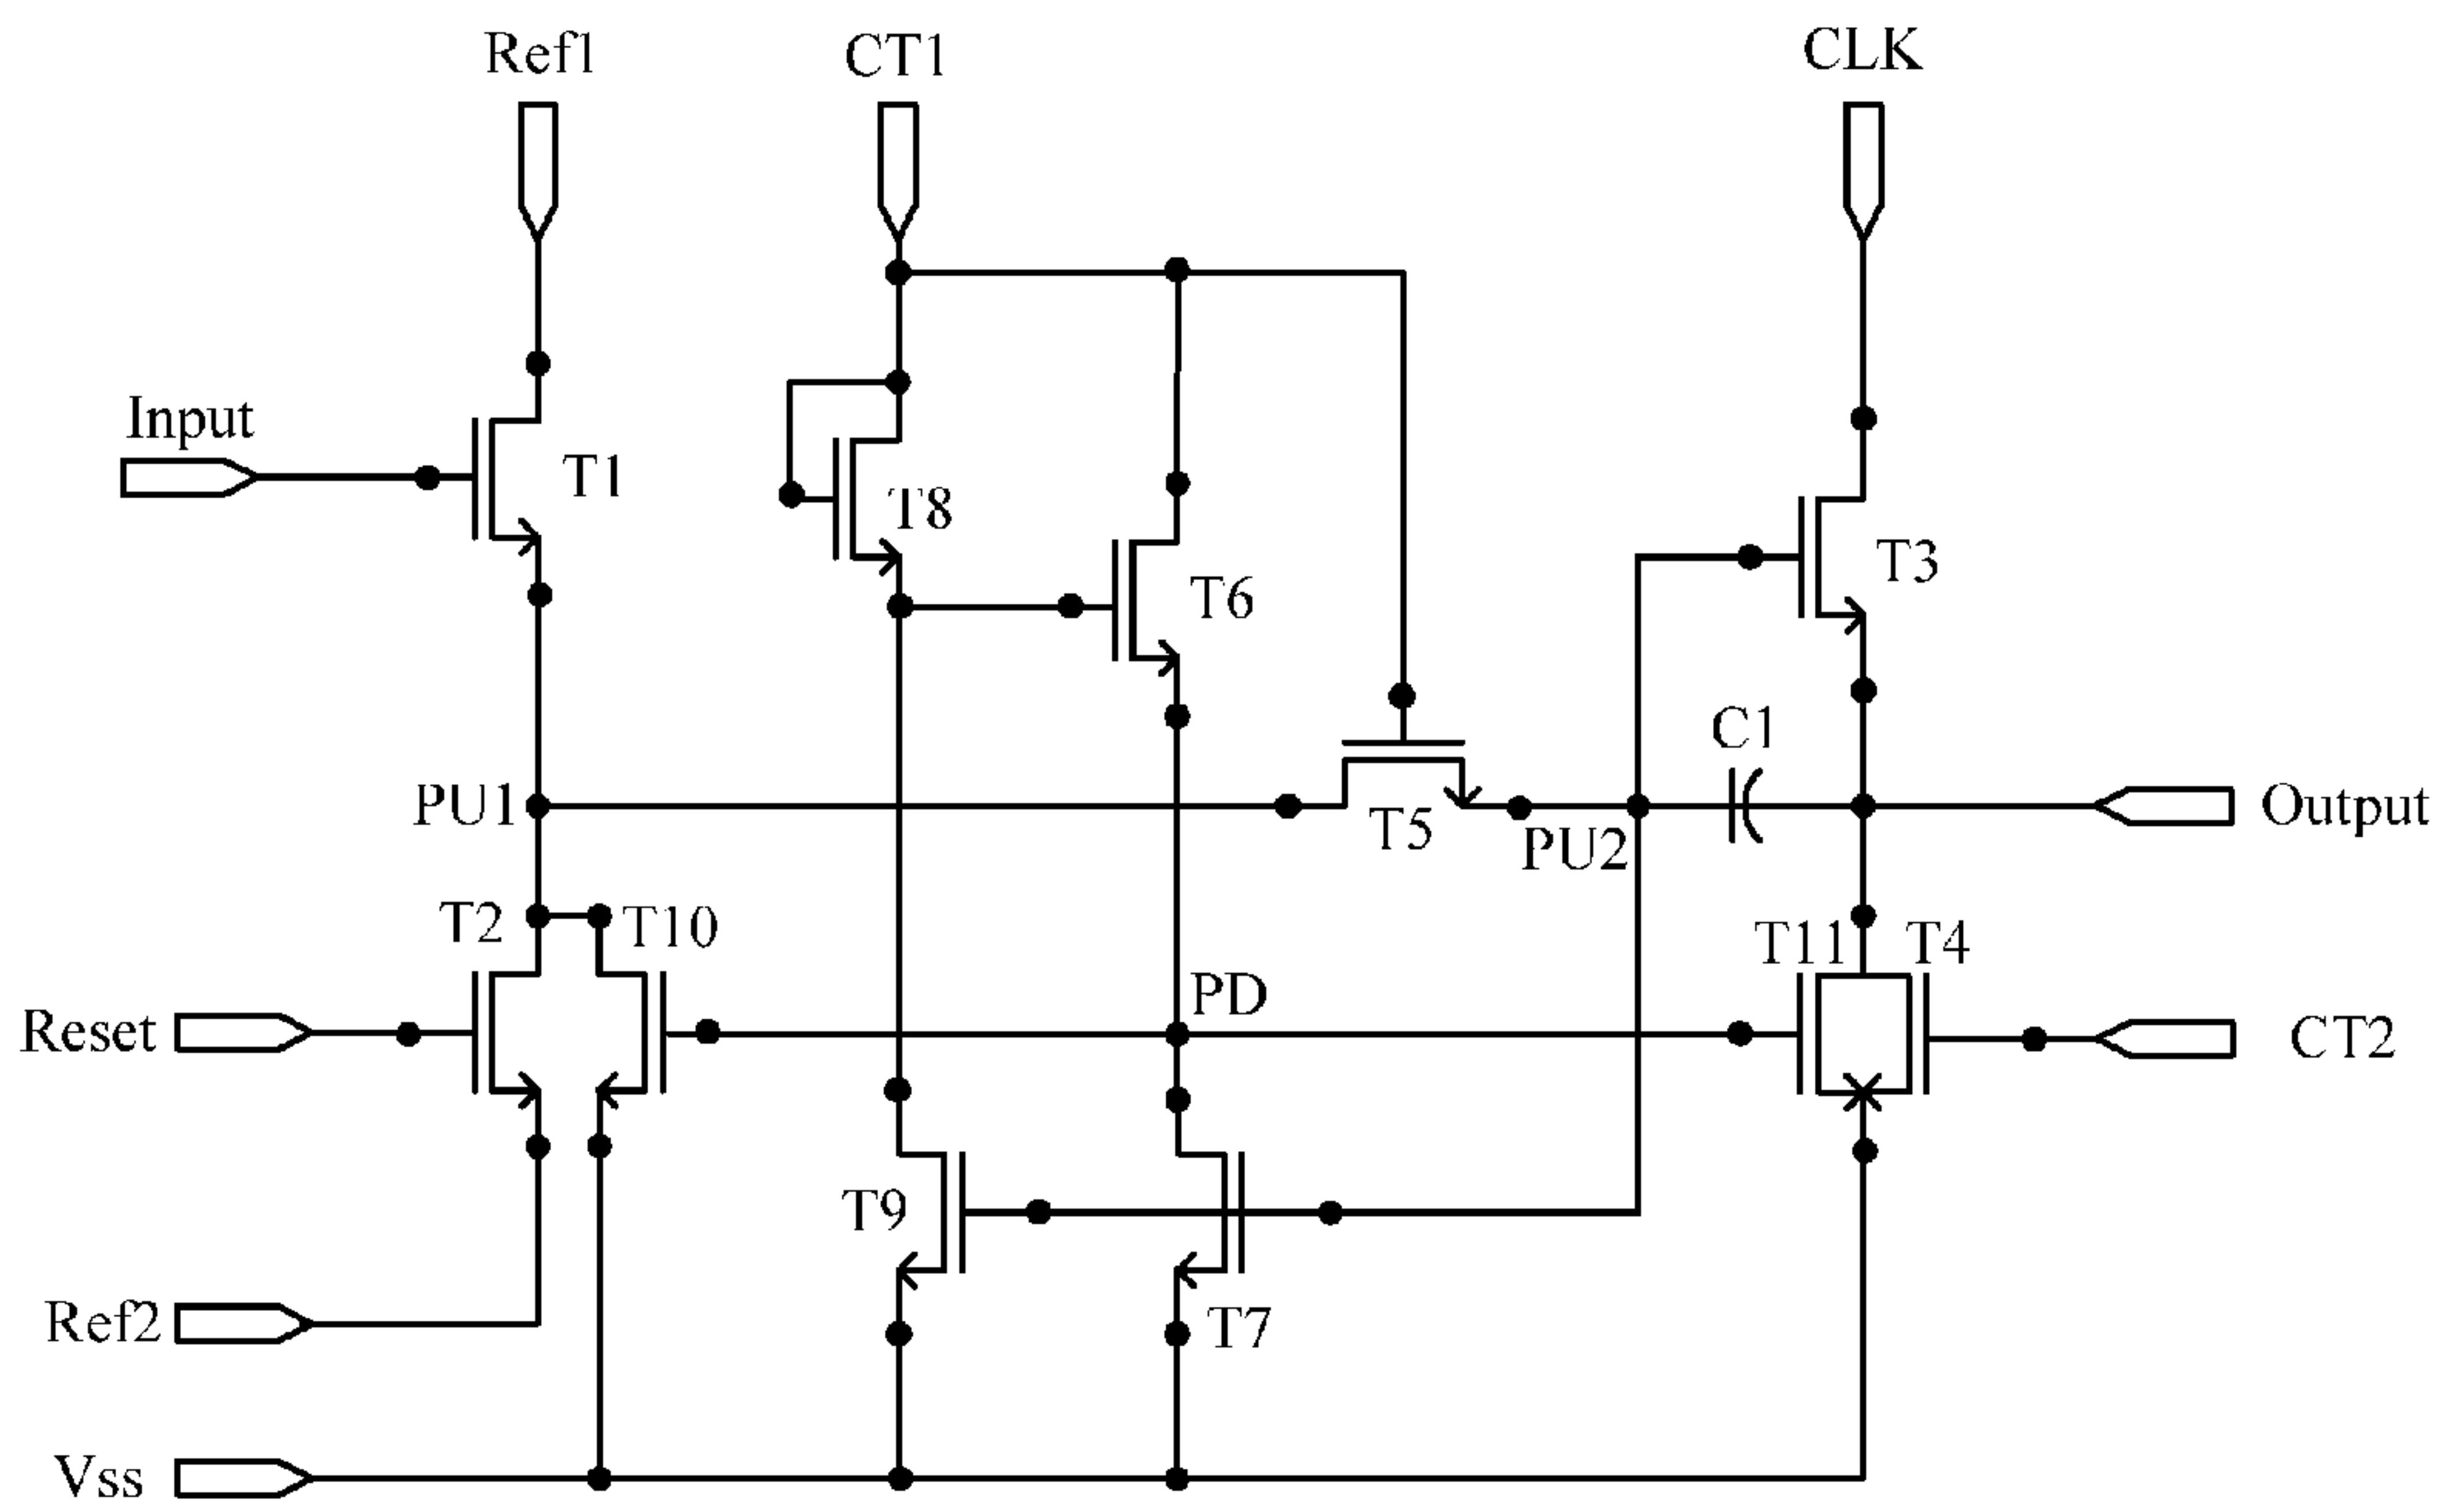 Ref1
CT1
CLK
Input
T1
T8
T3
T6
C1
PU1
Output
T5
PU2
T2
T10
T11
T4
PD
Reset
CT2
T9
Ref2
T7
Vss